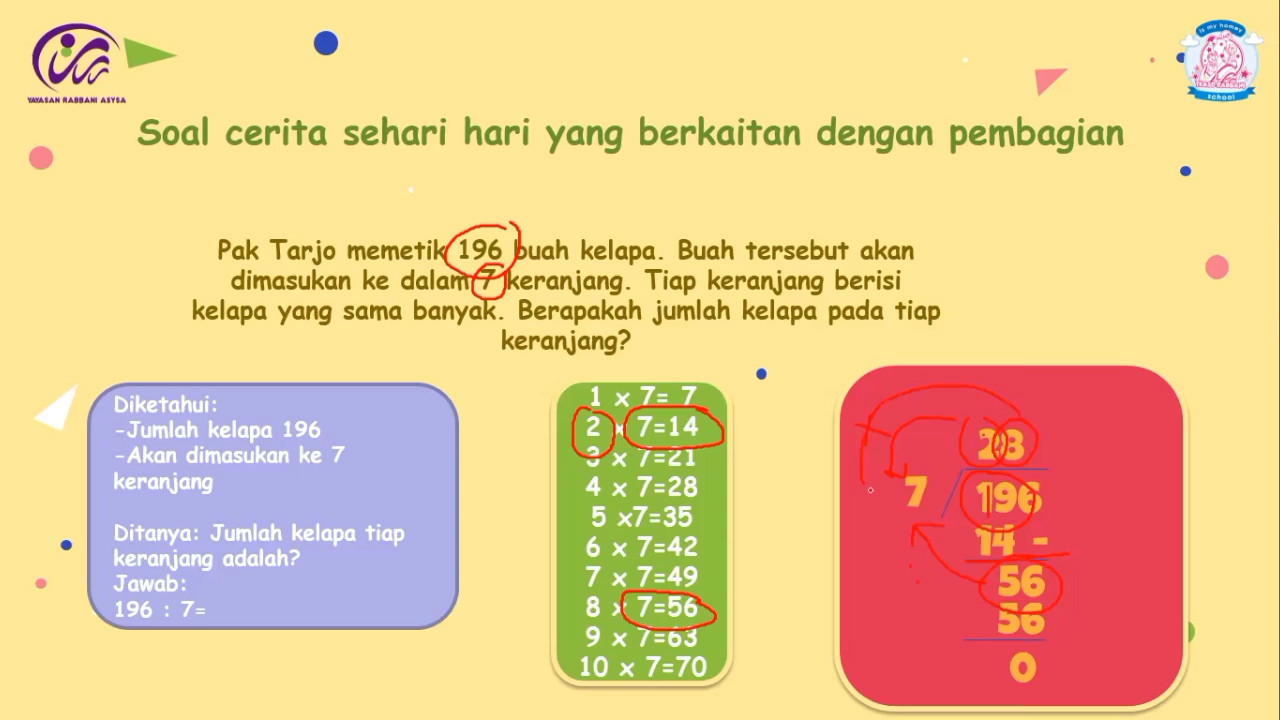 YAYASAN RABBANI ASYSA
is my homey
school
Soal cerita sehari hari yang berkaitan dengan pembagian
Pak Tarjo memetik 196 buah kelapa. Buah tersebut akan
dimasukan ke dalam 7 keranjang. Tiap keranjang berisi
kelapa yang sama banyak. Berapakah jumlah kelapa pada tiap
keranjang?
Diketahui:
-Jumlah kelapa 196
-Akan dimasukan ke 7
keranjang
Ditanya: Jumlah kelapa tiap
keranjang adalah?
Jawab:
196 : 7=
1 x 7= 7
2 x 7=14
3 x 7=21
4 x 7=28
5 x7=35
6 x 7=42
7 x 7=49
8 x 7=56
9 x 7=63
10 x 7=70
28
7 196
14 -
56
56
0